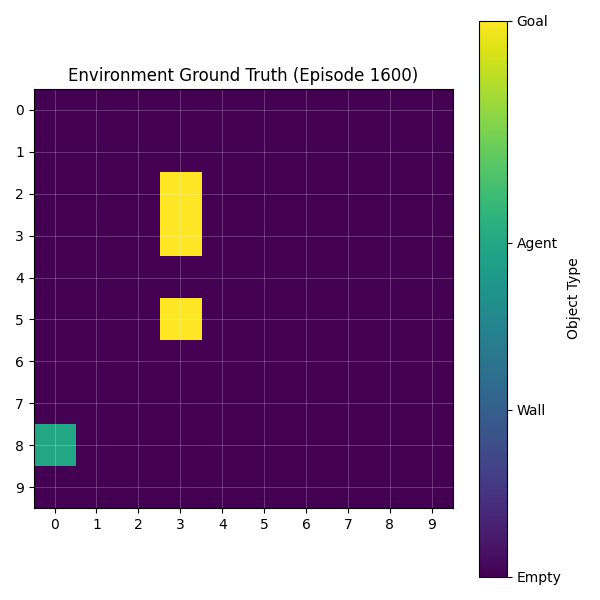 Environment Ground Truth (Episode 1600)
Goal
Agent
Wall
Empty
Object Type
0
1
2
3
4
5
6
7
8
9
0 1 2 3 4 5 6 7 8 9